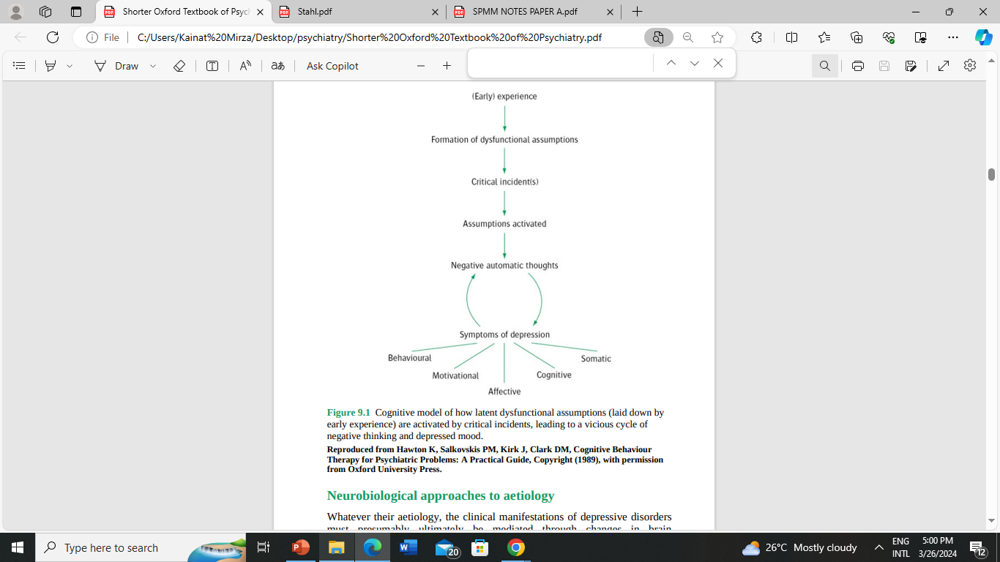 Shorter Oxford Textbook of Psych
Stahl.pdf
SPMM NOTES PAPER A.pdf
File
C:/Users/Kainat%20Mirza/Desktop/psychiatry/Shorter%20Oxford%20Textbook%20of%20Psychiatry.pdf
Draw
Ask Copilot
(Early) experience
Formation of dysfunctional assumptions
Critical incident(s)
Assumptions activated
Negative automatic thoughts
Symptoms of depression
Behavioural
Somatic
Motivational
Cognitive
Affective
Figure 9.1 Cognitive model of how latent dysfunctional assumptions (laid down by
early experience) are activated by critical incidents, leading to a vicious cycle of
negative thinking and depressed mood.
Reproduced from Hawton K, Salkovskis PM, Kirk J, Clark DM, Cognitive Behaviour
Therapy for Psychiatric Problems: A Practical Guide, Copyright (1989), with permission
from Oxford University Press.
Neurobiological approaches to aetiology
Whatever their aetiology, the clinical manifestations of depressive disorders
must presumably ultimately be mediated through changes in brain
Type here to search
20
26°C Mostly cloudy
ENG
INTL
5:00 PM
3/26/2024
12